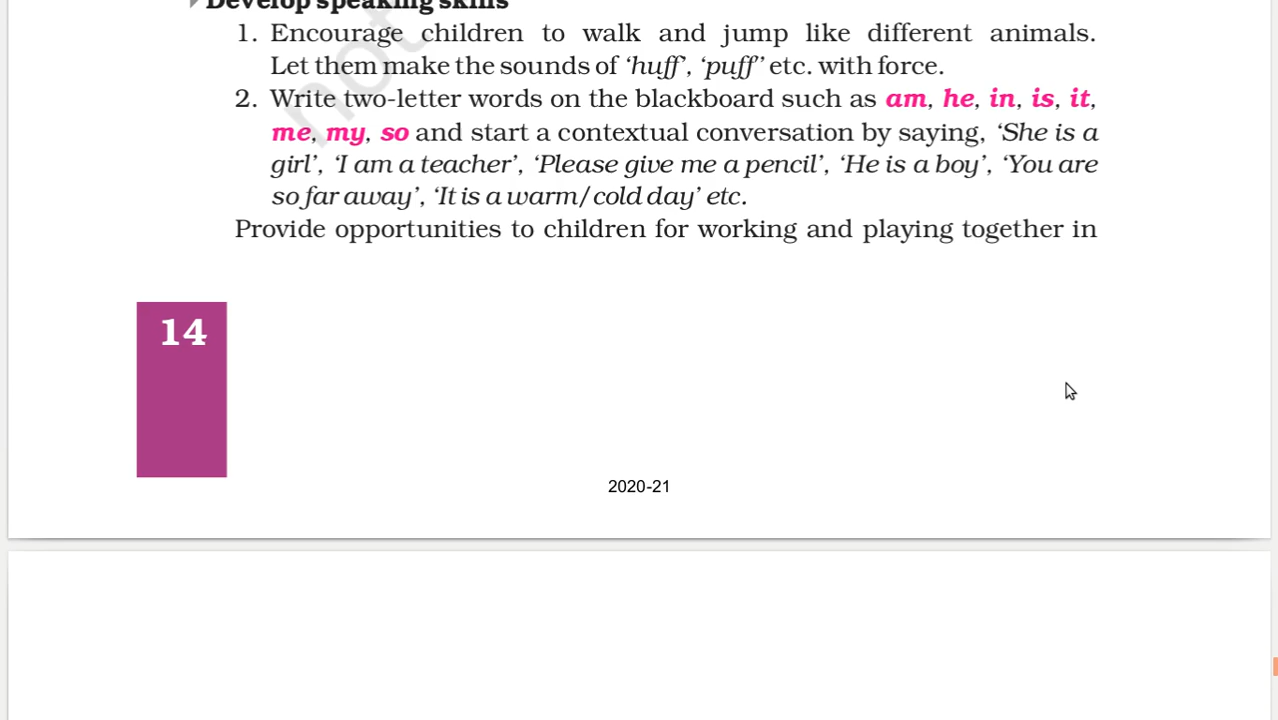 Develop speaking skills
1. Encourage children to walk and jump like different animals.
Let them make the sounds of ‘huff’, ‘puff’ etc. with force.
2. Write two-letter words on the blackboard such as am, he, in, is, it,
me, my, so and start a contextual conversation by saying, ‘She is a
girl’, ‘I am a teacher’, ‘Please give me a pencil’, ‘He is a boy’, ‘You are
so far away’, ‘It is a warm/cold day’ etc.
Provide opportunities to children for working and playing together in
not
14
2020-21